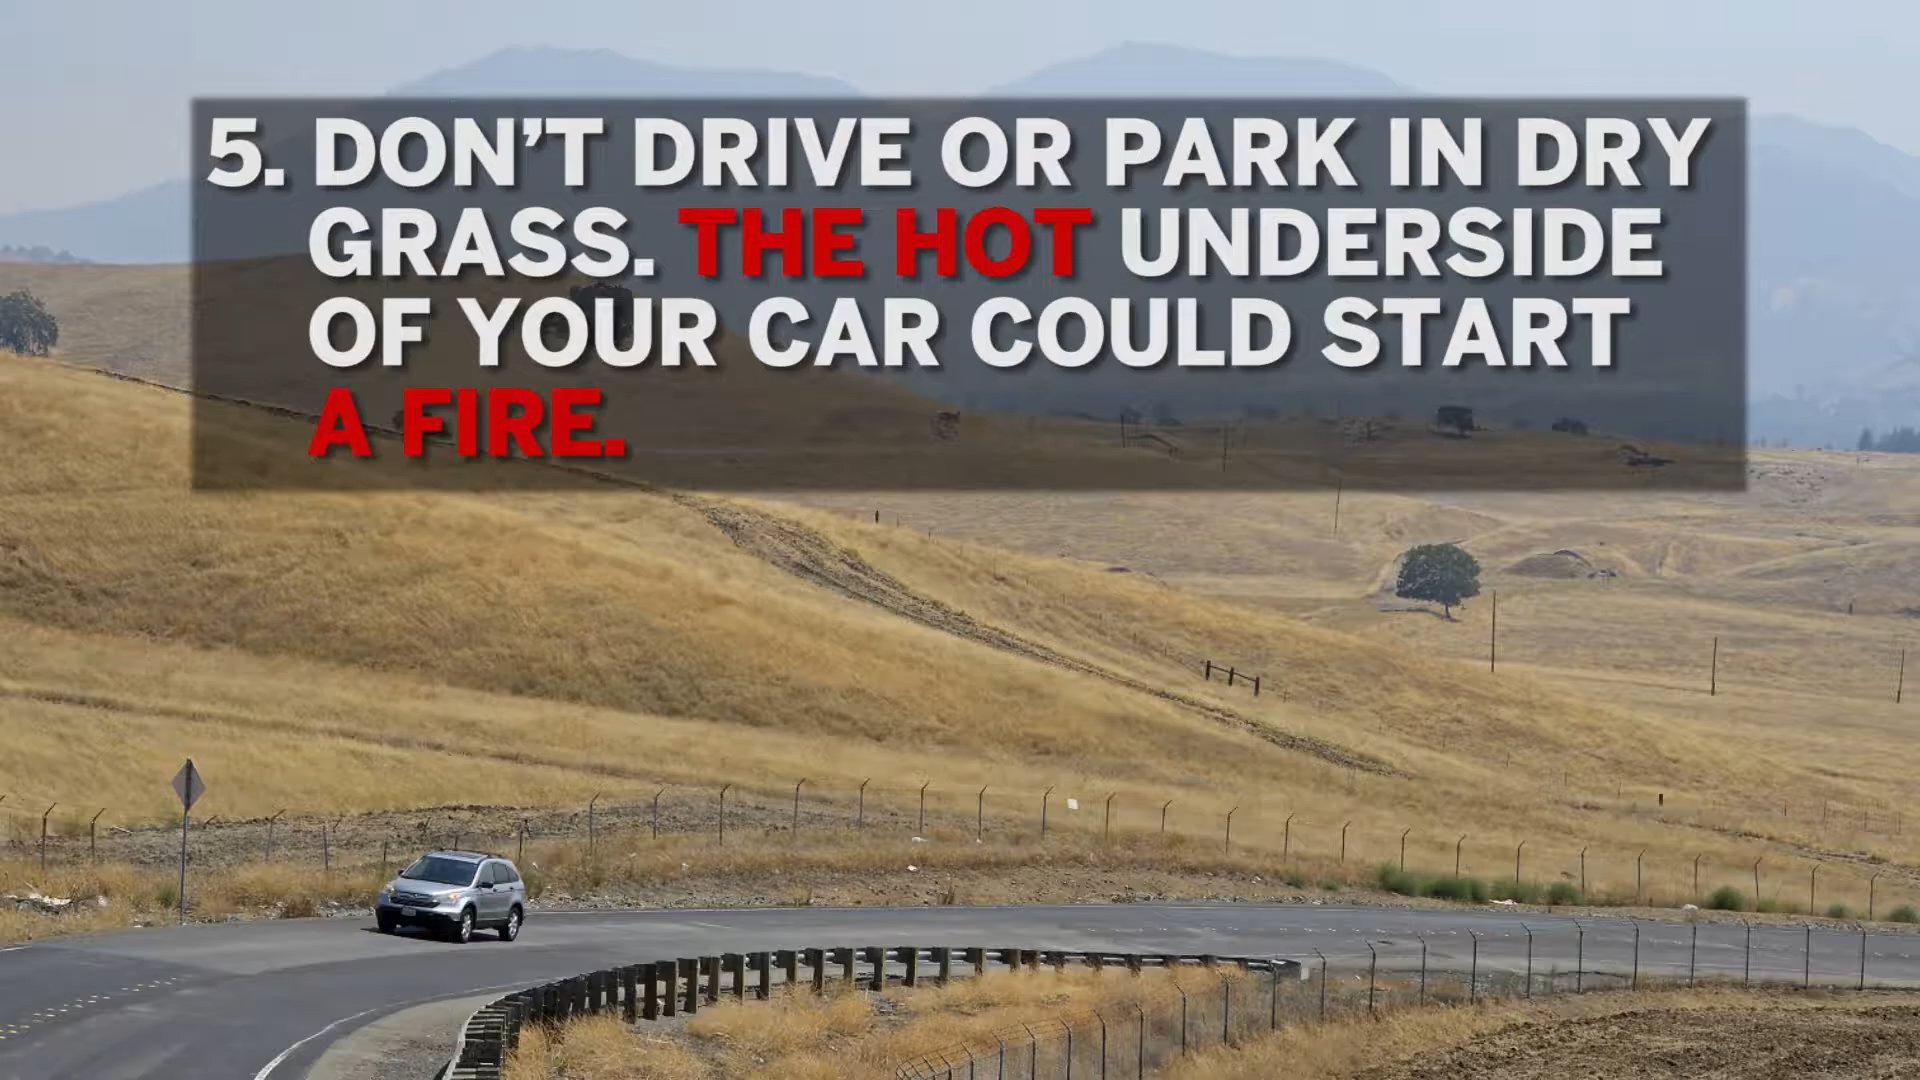 5. DON'T DRIVE OR PARK IN DRY
GRASS. THE HOT UNDERSIDE
OF YOUR CAR COULD START
A FIRE.